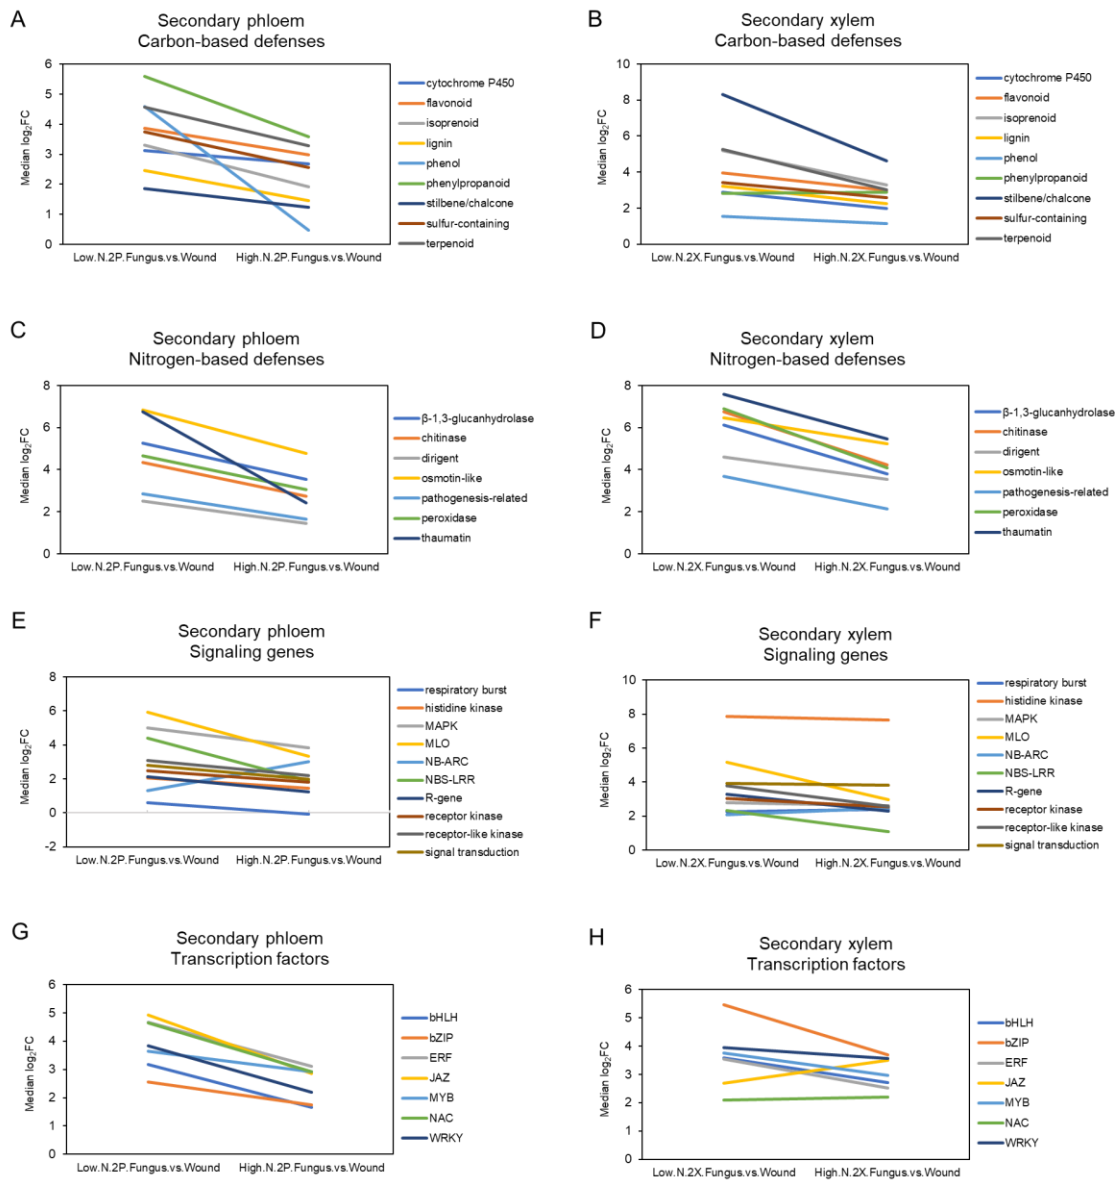 A
Secondary phloem
Carbon-based defenses
Median log₂FC
6
5
4
3
2
1
0
Low.N.2P.Fungus.vs.Wound
High.N.2P.Fungus.vs.Wound
cytochrome P450
flavonoid
isoprenoid
lignin
phenol
phenylpropanoid
stilbene/chalcone
sulfur-containing
terpenoid
B
Secondary xylem
Carbon-based defenses
Median log₂FC
10
8
6
4
2
0
Low.N.2X.Fungus.vs.Wound
High.N.2X.Fungus.vs.Wound
cytochrome P450
flavonoid
isoprenoid
lignin
phenol
phenylpropanoid
stilbene/chalcone
sulfur-containing
terpenoid
C
Secondary phloem
Nitrogen-based defenses
Median log₂FC
8
6
4
2
0
Low.N.2P.Fungus.vs.Wound
High.N.2P.Fungus.vs.Wound
β-1,3-glucanhydrolase
chitinase
dirigent
osmotin-like
pathogenesis-related
peroxidase
thaumatin
D
Secondary xylem
Nitrogen-based defenses
Median log₂FC
8
6
4
2
0
Low.N.2X.Fungus.vs.Wound
High.N.2X.Fungus.vs.Wound
β-1,3-glucanhydrolase
chitinase
dirigent
osmotin-like
pathogenesis-related
peroxidase
thaumatin
E
Secondary phloem
Signaling genes
Median log₂FC
8
6
4
2
0
-2
Low.N.2P.Fungus.vs.Wound
High.N.2P.Fungus.vs.Wound
respiratory burst
histidine kinase
MAPK
MLO
NB-ARC
NBS-LRR
R-gene
receptor kinase
receptor-like kinase
signal transduction
F
Secondary xylem
Signaling genes
Median log₂FC
10
8
6
4
2
0
Low.N.2X.Fungus.vs.Wound
High.N.2X.Fungus.vs.Wound
respiratory burst
histidine kinase
MAPK
MLO
NB-ARC
NBS-LRR
R-gene
receptor kinase
receptor-like kinase
signal transduction
G
Secondary phloem
Transcription factors
Median log₂FC
6
5
4
3
2
1
0
Low.N.2P.Fungus.vs.Wound
High.N.2P.Fungus.vs.Wound
bHLH
bZIP
ERF
JAZ
MYB
NAC
WRKY
H
Secondary xylem
Transcription factors
Median log₂FC
6
5
4
3
2
1
0
Low.N.2X.Fungus.vs.Wound
High.N.2X.Fungus.vs.Wound
bHLH
bZIP
ERF
JAZ
MYB
NAC
WRKY